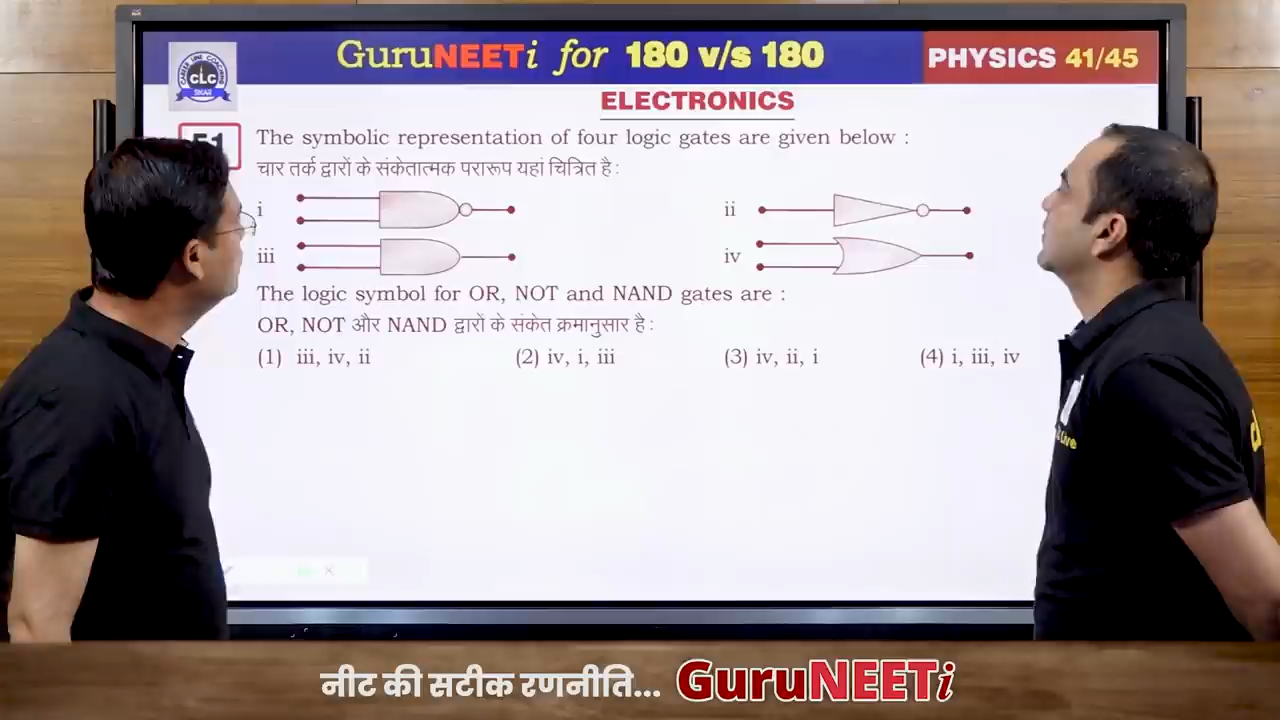 GuruNEETi for 180 v/s 180
PHYSICS 41/45
CLC
ELECTRONICS
51
The symbolic representation of four logic gates are given below :
चार तर्क द्वारों के संकेतात्मक परारूप यहां चित्रित है :
i
ii
iii
iv
The logic symbol for OR, NOT and NAND gates are :
OR, NOT और NAND द्वारों के संकेत क्रमानुसार है :
(1) iii, iv, ii
(2) iv, i, iii
(3) iv, ii, i
(4) i, iii, iv
नीट की सटीक रणनीति... GuruNEETi